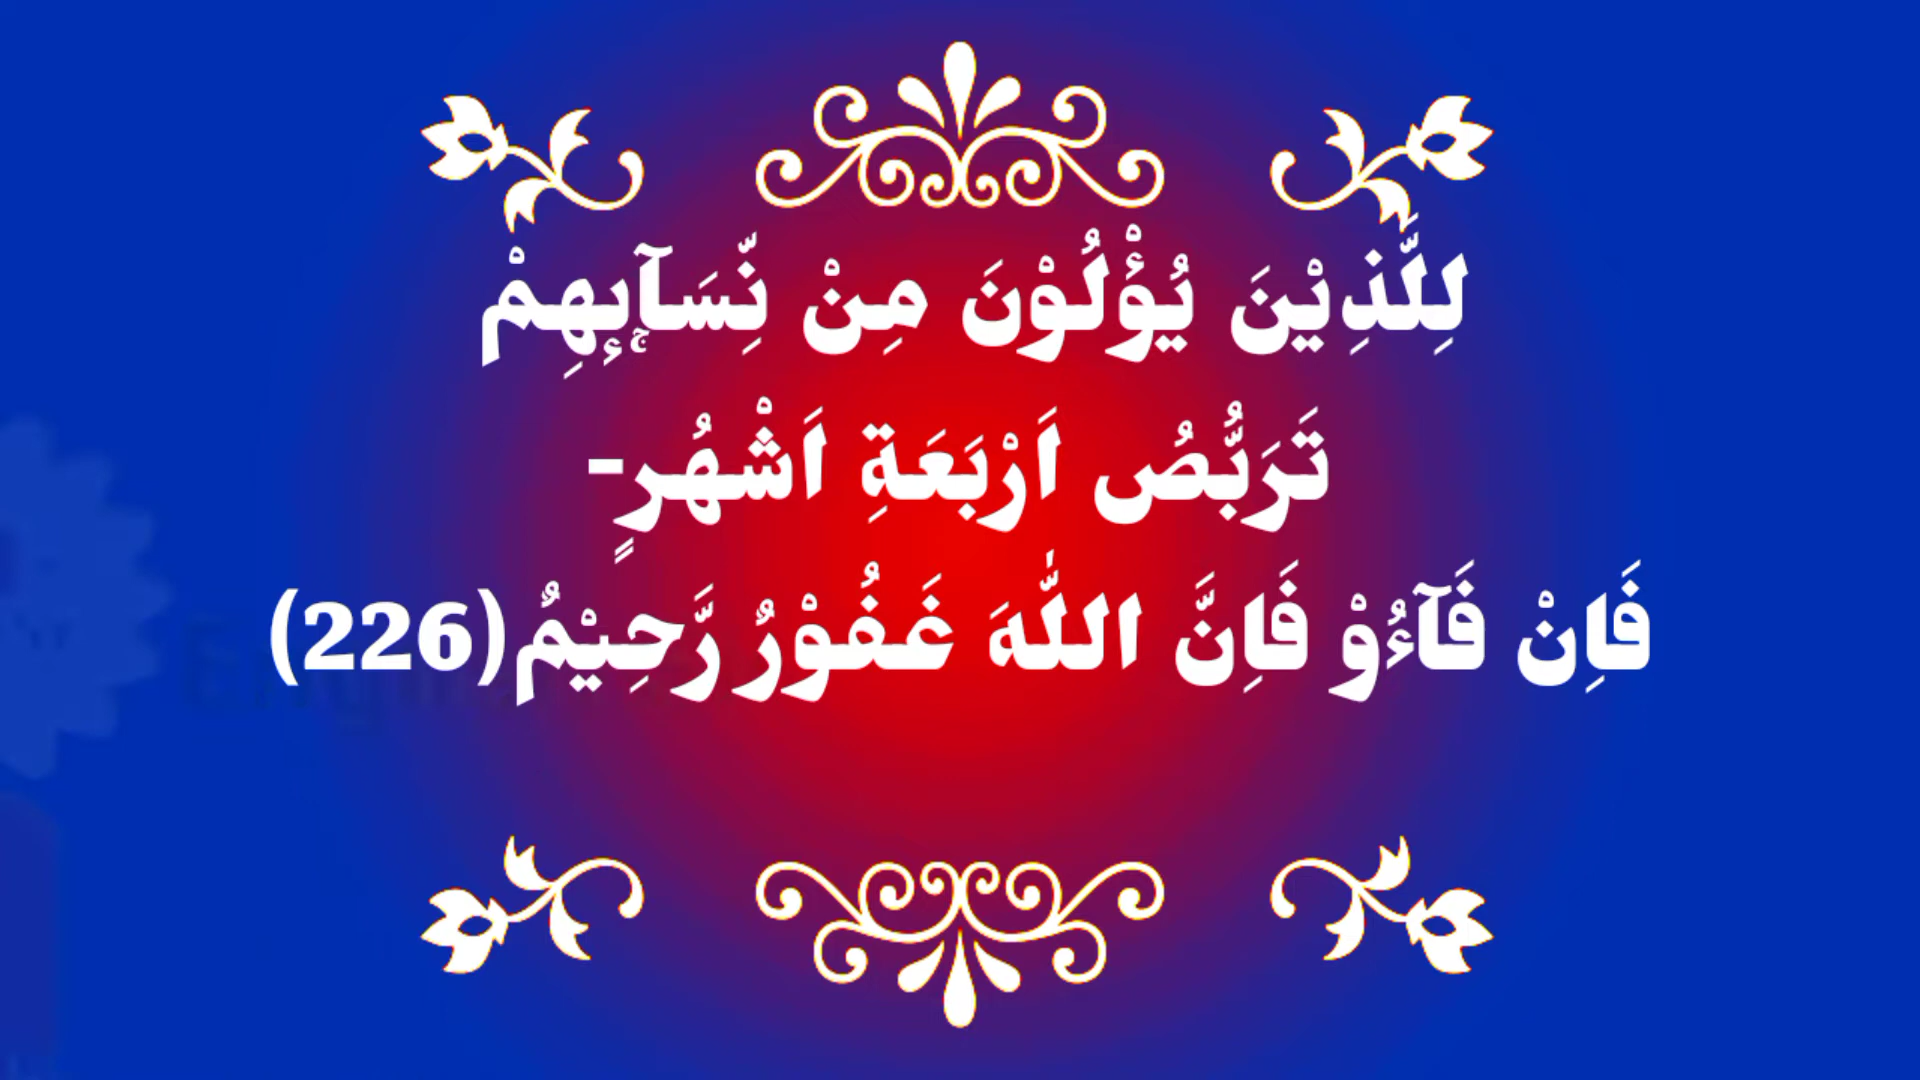 لِلَّذِیْنَ یُؤْلُوْنَ مِنْ نِّسَآىٕهِمْ
تَرَبُّصُ اَرْبَعَةِ اَشْهُرٍۚ-
فَاِنْ فَآءُوْ فَاِنَّ اللّٰهَ غَفُوْرٌ رَّحِیْمٌ(226)